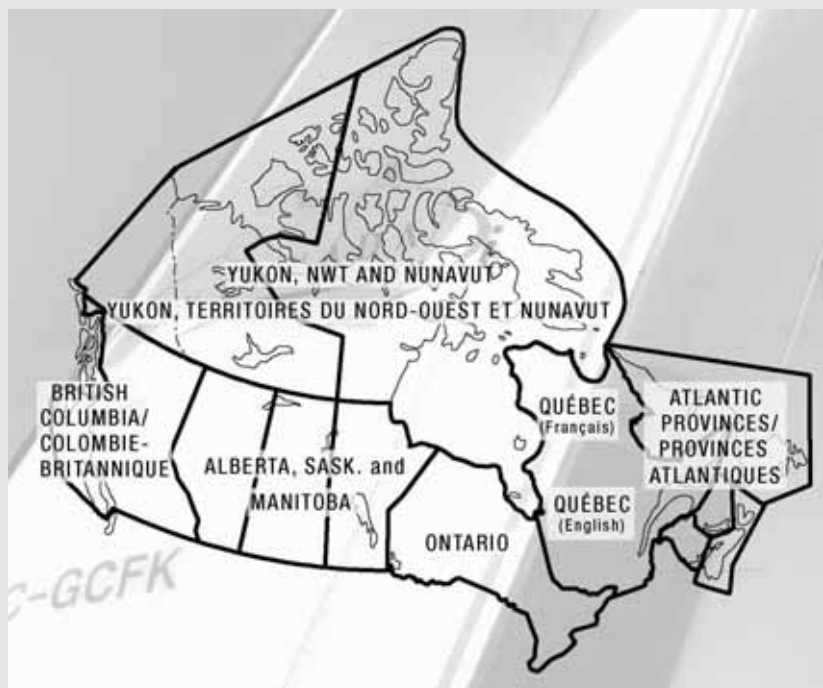 YUKON, NWT AND NUNAVUT
YUKON, TERRITOIRES DU NORD-OUEST ET NUNAVUT
BRITISH
COLUMBIA/
COLOMBIE-
BRITANNIQUE
ALBERTA, SASK. and
MANITOBA
ONTARIO
QUÉBEC
(Français)
QUÉBEC
(English)
ATLANTIC
PROVINCES/
PROVINCES
ATLANTIQUES
C-GCFK